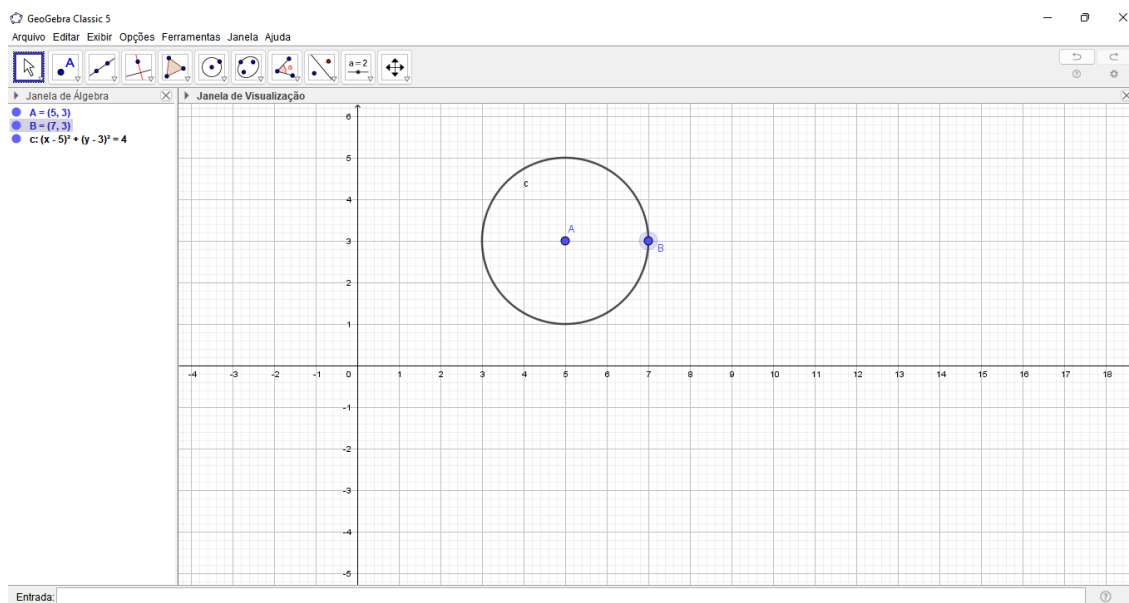 GeoGebra Classic 5
Arquivo Editar Exibir Opções Ferramentas Janela Ajuda
A
α
a=2
Janela de Álgebra
Janela de Visualização
A = (5, 3)
B = (7, 3)
c: (x - 5)² + (y - 3)² = 4
6
5
4
3
2
1
c
A
B
-4 -3 -2 -1 0 1 2 3 4 5 6 7 8 9 10 11 12 13 14 15 16 17 18
-1
-2
-3
-4
-5
Entrada: